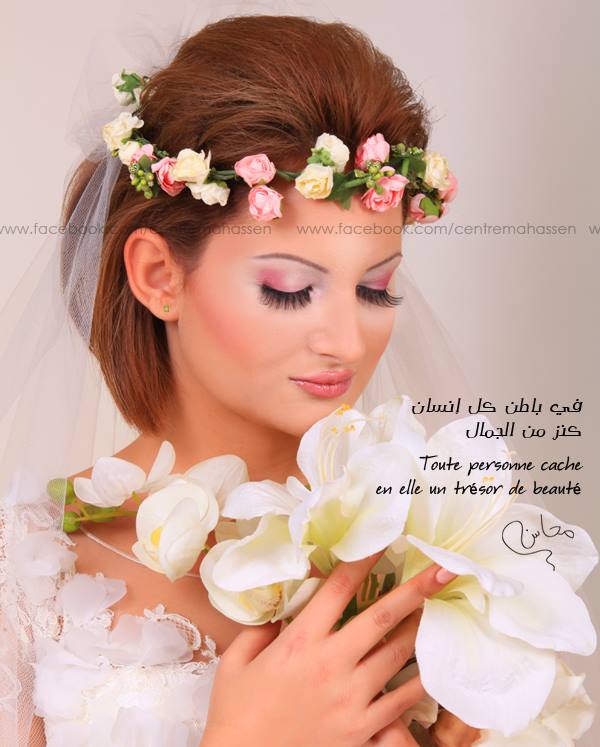 www.facebook.com/centremahassen www.facebook.com/centremahassen w
في باطن كل إنسان
كنز من الجمال
Toute personne cache
en elle un trésor de beauté
محاسن